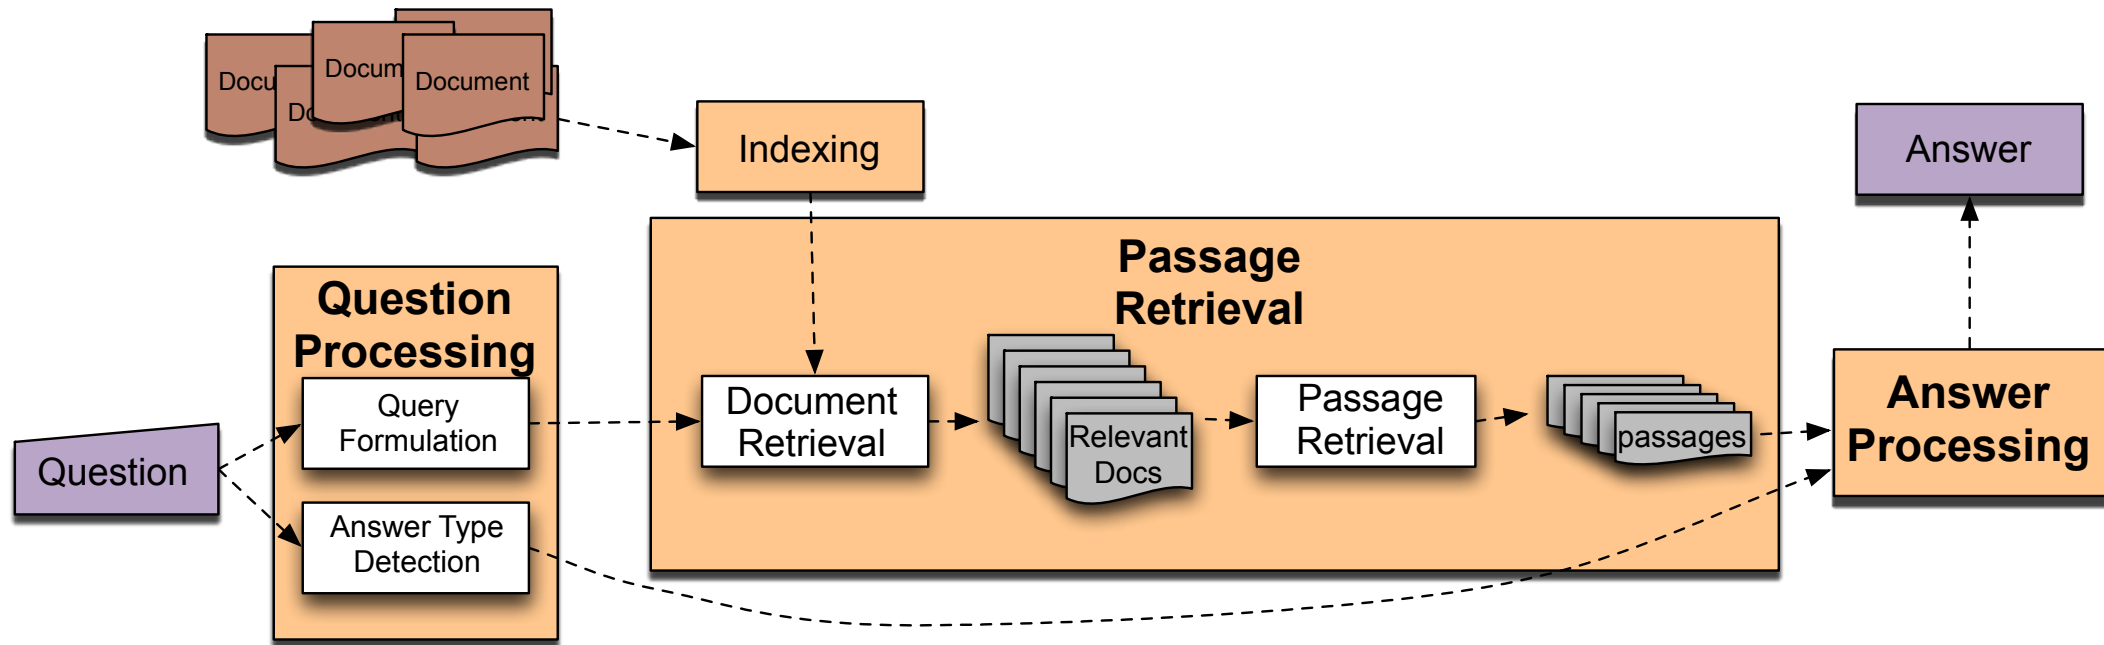 Document
Indexing
Answer
Passage
Retrieval
Question
Processing
Query
Formulation
Answer Type
Detection
Question
Document
Retrieval
Relevant
Docs
Passage
Retrieval
passages
Answer
Processing